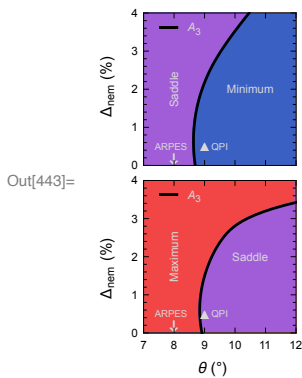 4
A₃
3
Δnem (%)
Saddle
Minimum
2
1
ARPES
QPI
0
Out[443]=
4
A₃
3
Δnem (%)
Maximum
Saddle
2
1
ARPES
QPI
0
7 8 9 10 11 12
θ (°)